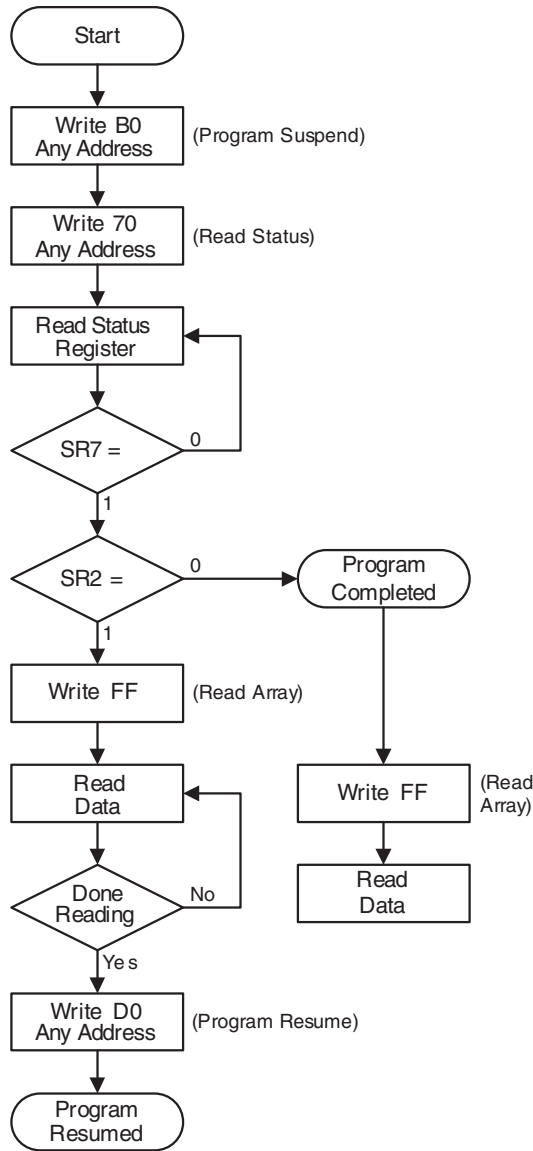 Start
Write B0
Any Address
(Program Suspend)
Write 70
Any Address
(Read Status)
Read Status
Register
SR7 =
0
1
SR2 =
0
1
Program
Completed
Write FF
(Read Array)
Read
Data
Write FF
(Read
Array)
Done
Reading
No
Yes
Read
Data
Write D0
Any Address
(Program Resume)
Program
Resumed